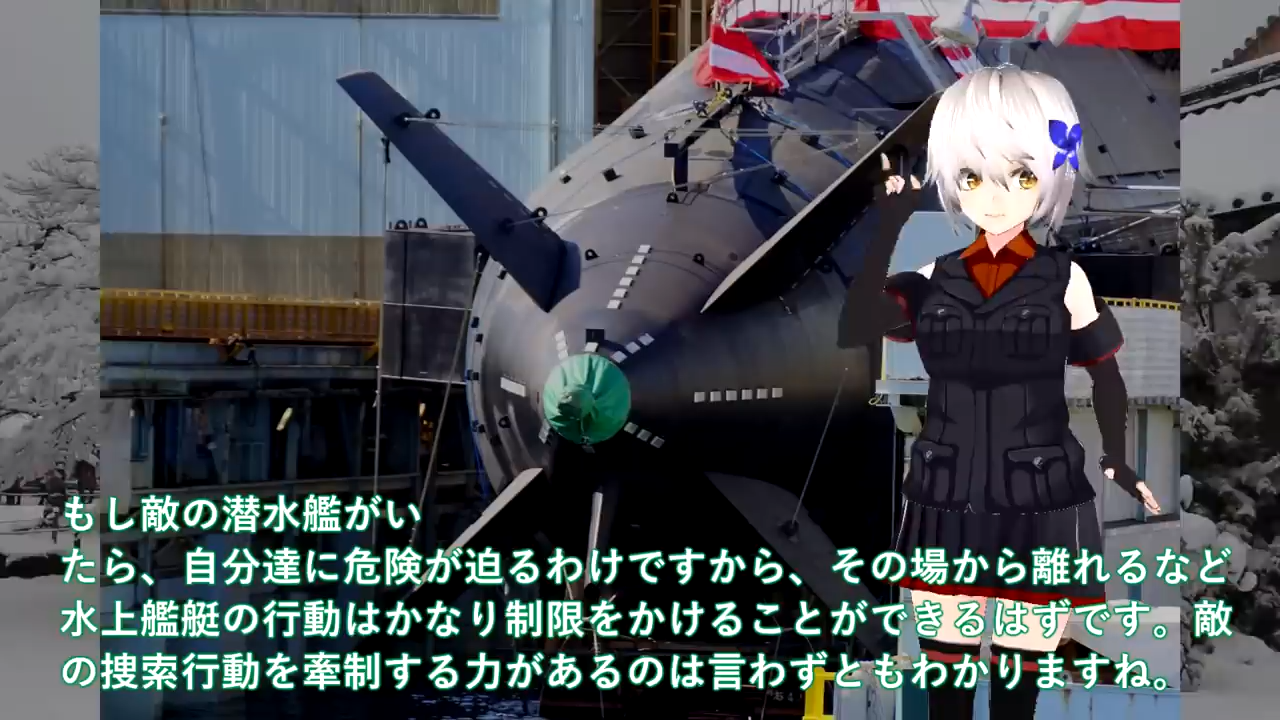 もし敵の潜水艦がい
たら、自分達に危険が迫るわけですから、その場から離れるなど
水上艦艇の行動はかなり制限をかけることができるはずです。敵
の捜索行動を牽制する力があるのは言わずともわかりますね。